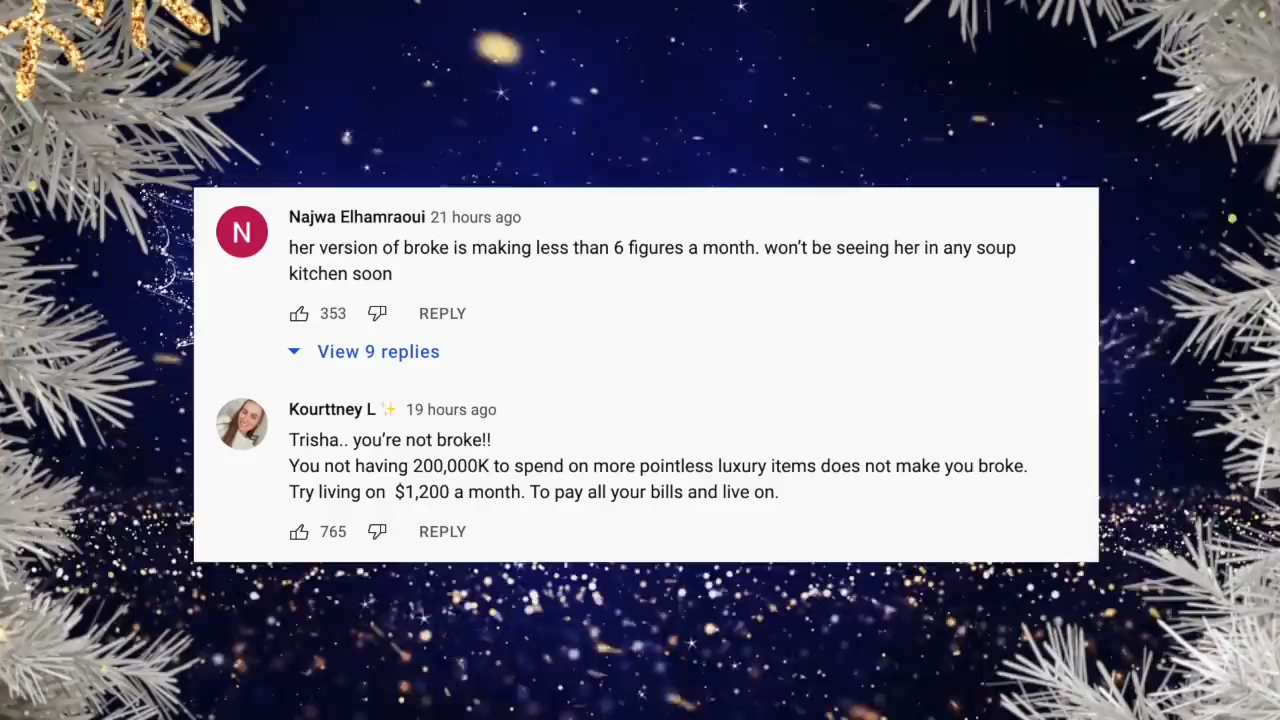 Najwa Elhamraoui 21 hours ago
her version of broke is making less than 6 figures a month. won't be seeing her in any soup
kitchen soon
353 REPLY
View 9 replies
Kourttney L ✨ 19 hours ago
Trisha.. you're not broke!!
You not having 200,000K to spend on more pointless luxury items does not make you broke.
Try living on  $1,200 a month. To pay all your bills and live on.
765 REPLY
N